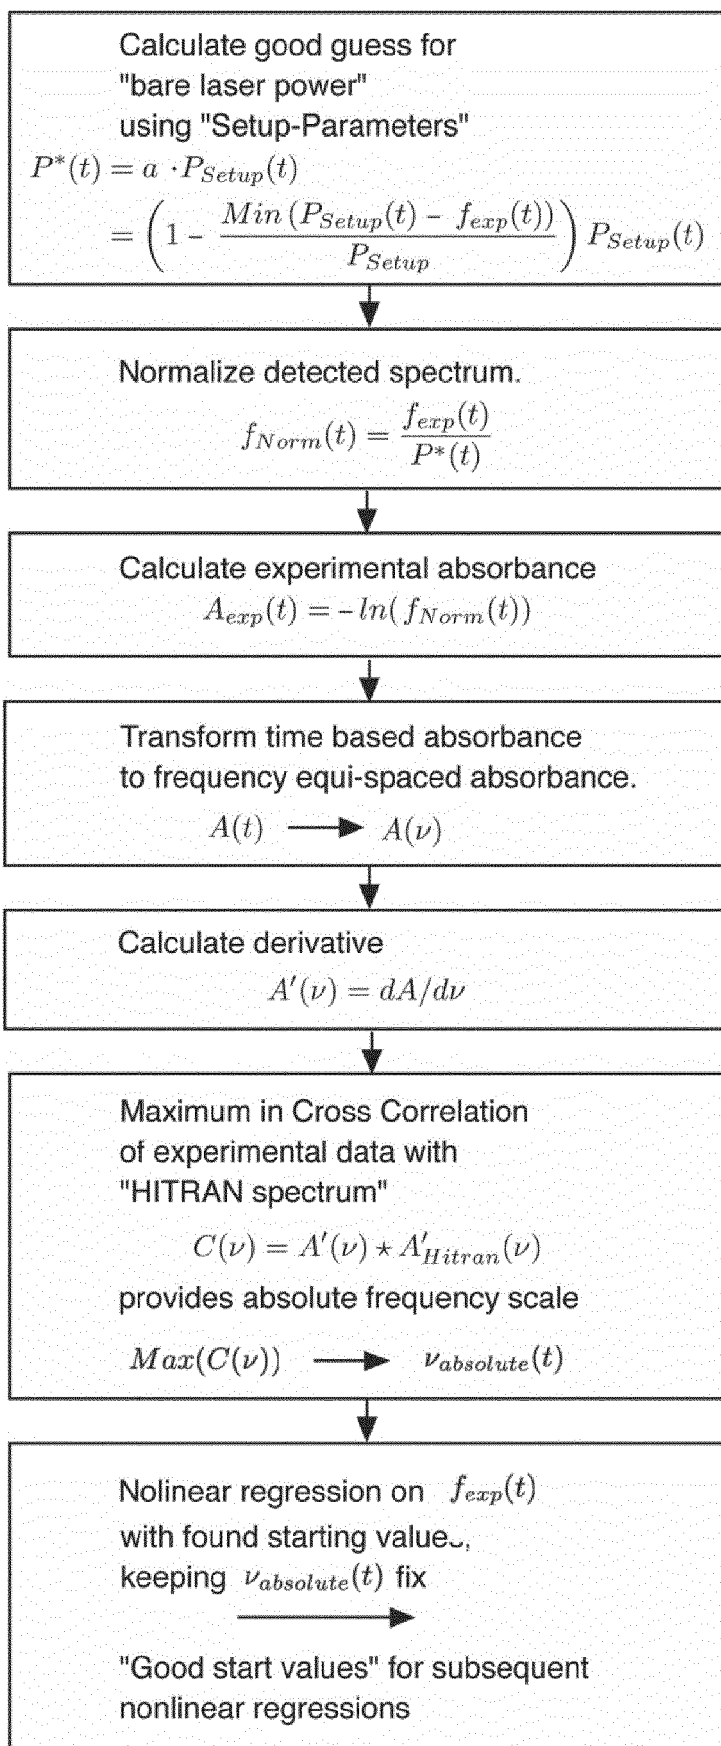 Calculate good guess for
"bare laser power"
using "Setup-Parameters"
P*(t) = a · P_Setup(t)
= (1 - Min (P_Setup(t) - f_exp(t)) / P_Setup) P_Setup(t)
Normalize detected spectrum.
f_Norm(t) = f_exp(t) / P*(t)
Calculate experimental absorbance
A_exp(t) = -ln( f_Norm(t))
Transform time based absorbance
to frequency equi-spaced absorbance.
A(t) → A(ν)
Calculate derivative
A′(ν) = dA/dν
Maximum in Cross Correlation
of experimental data with
"HITRAN spectrum"
C(ν) = A′(ν) ⋆ A′_Hitran(ν)
provides absolute frequency scale
Max(C(ν)) → ν_absolute(t)
Nolinear regression on f_exp(t)
with found starting values,
keeping ν_absolute(t) fix
"Good start values" for subsequent
nonlinear regressions